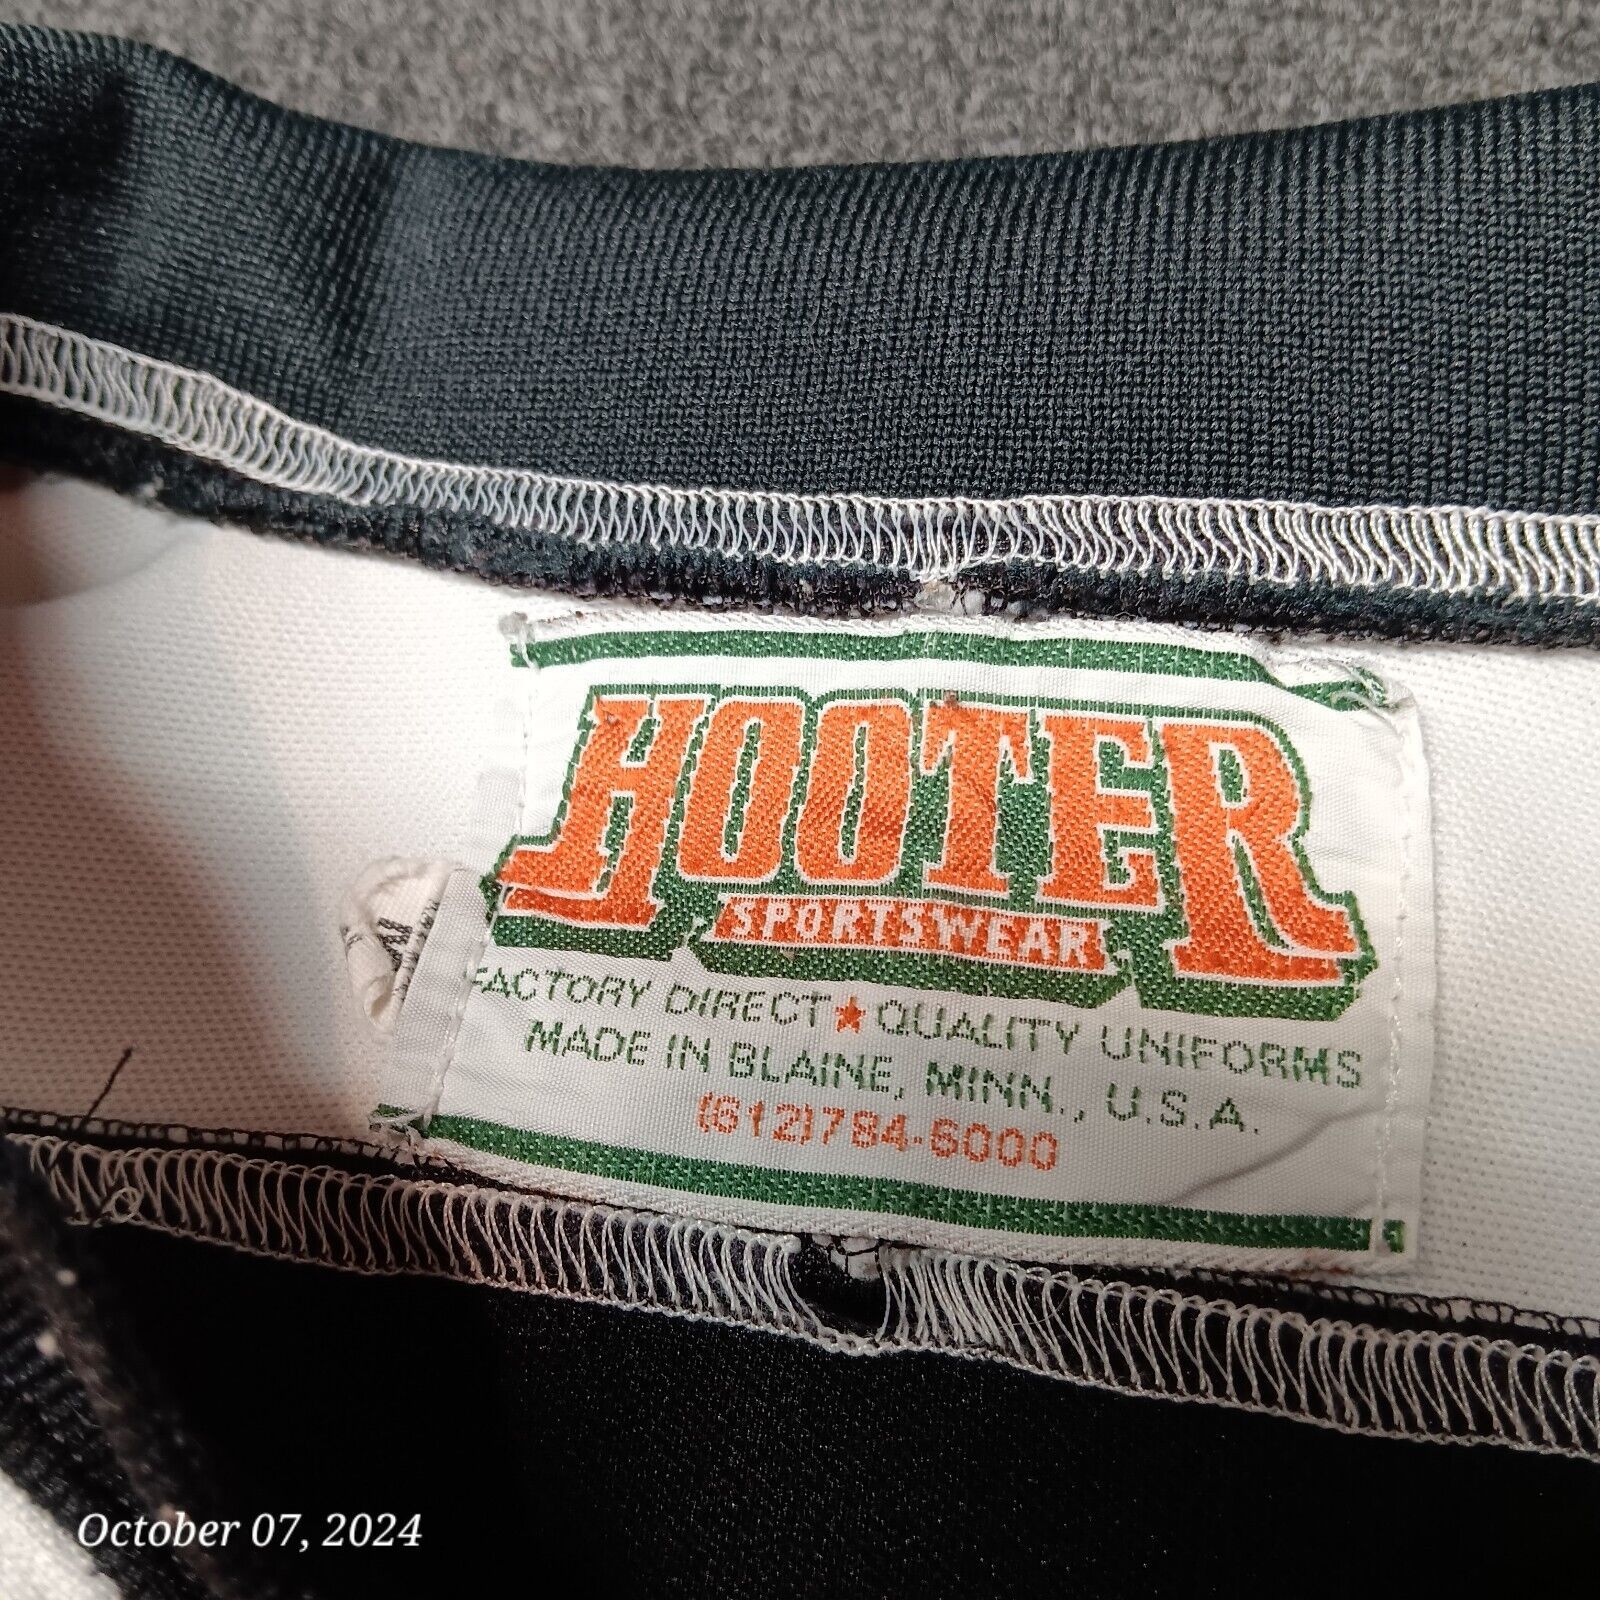 HOOTER
SPORTSWEAR
FACTORY DIRECT★QUALITY UNIFORMS
MADE IN BLAINE, MINN., U.S.A.
(612)784-6000
October 07, 2024